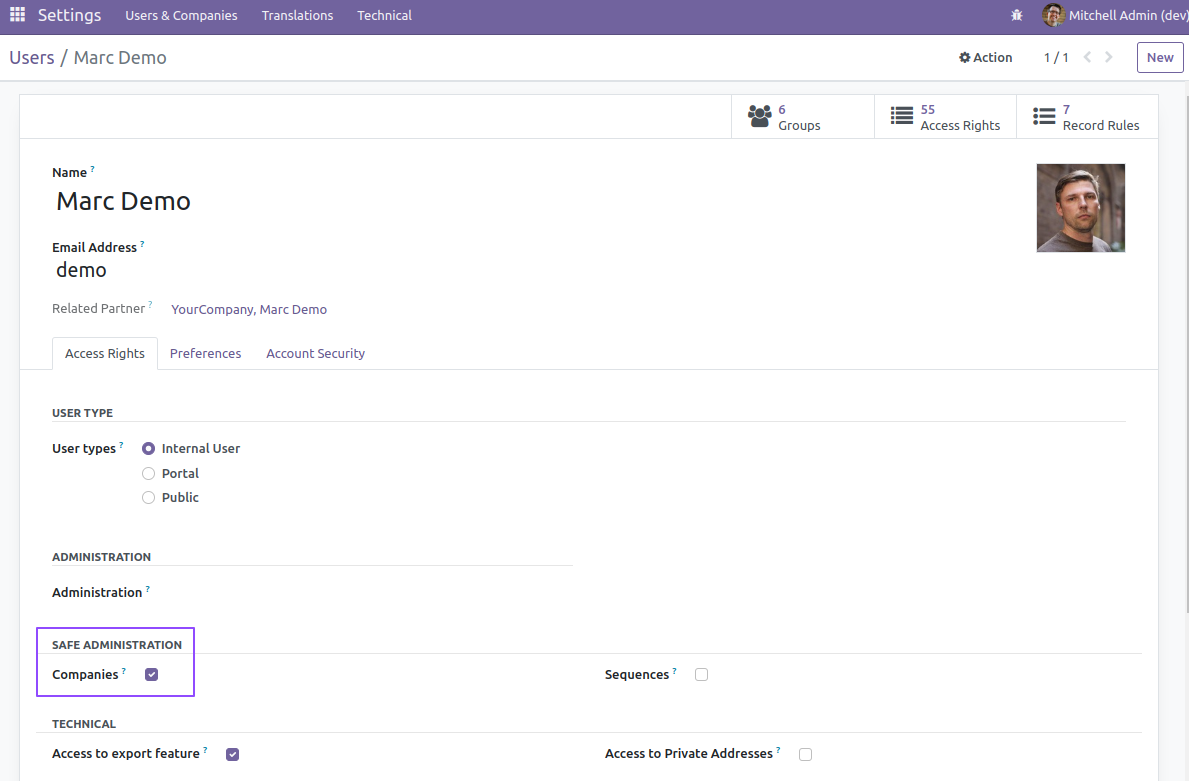 Settings Users & Companies Translations Technical Mitchell Admin (dev)
Users / Marc Demo Action 1 / 1 New
6 Groups 55 Access Rights 7 Record Rules
Name ?
Marc Demo
Email Address ?
demo
Related Partner ? YourCompany, Marc Demo
Access Rights Preferences Account Security
USER TYPE
User types ? Internal User
Portal
Public
ADMINISTRATION
Administration ?
SAFE ADMINISTRATION
Companies ? Sequences ?
TECHNICAL
Access to export feature ? Access to Private Addresses ?